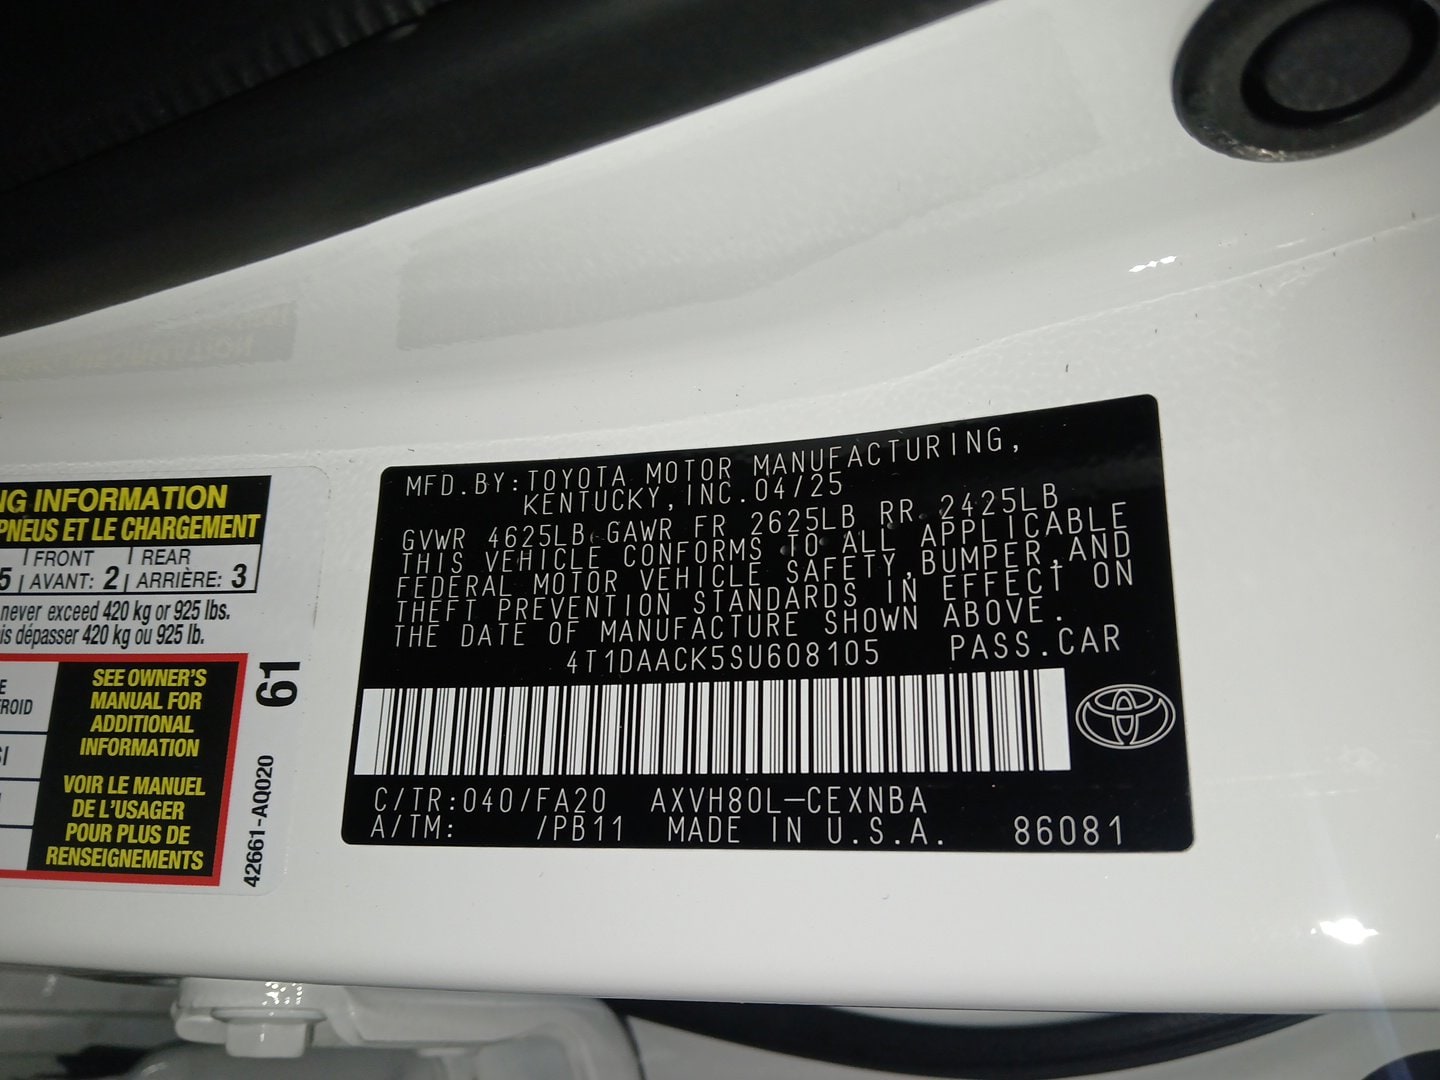 NG INFORMATION
PNEUS ET LE CHARGEMENT
5 FRONT AVANT: 2 REAR ARRIÈRE: 3
never exceed 420 kg or 925 lbs.
is dépasser 420 kg ou 925 lb.
SEE OWNER'S
MANUAL FOR
ADDITIONAL
INFORMATION
VOIR LE MANUEL
DE L'USAGER
POUR PLUS DE
RENSEIGNEMENTS
61
42661-AQ020
MFD.BY:TOYOTA MOTOR MANUFACTURING,
KENTUCKY,INC.04/25
GVWR 4625LB GAWR FR 2625LB RR 2425LB
THIS VEHICLE CONFORMS TO ALL APPLICABLE
FEDERAL MOTOR VEHICLE SAFETY,BUMPER,AND
THEFT PREVENTION STANDARDS IN EFFECT ON
THE DATE OF MANUFACTURE SHOWN ABOVE.
4T1DAACK5SU608105 PASS.CAR
C/TR:040/FA20 AXVH80L-CEXNBA
A/TM: /PB11 MADE IN U.S.A. 86081